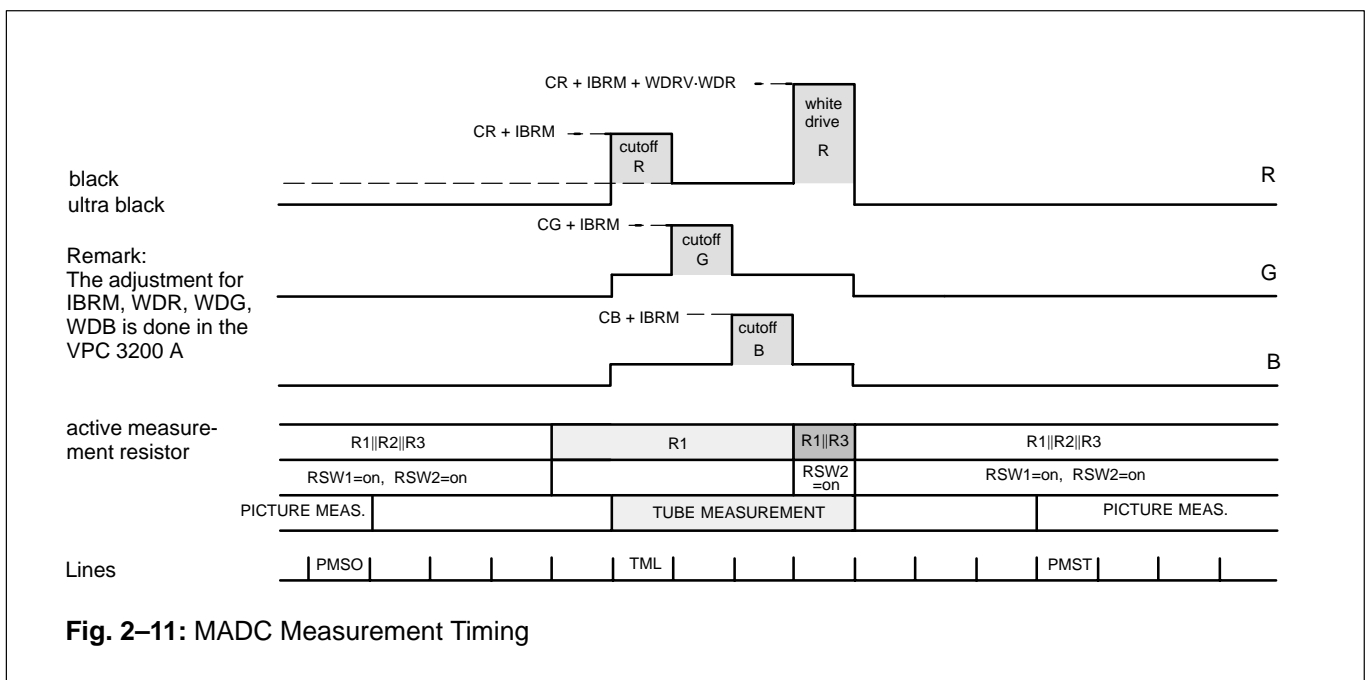 CR + IBRM + WDRV·WDR
white
drive
R
CR + IBRM
cutoff
R
black
R
ultra black
CG + IBRM
cutoff
G
Remark:
The adjustment for
IBRM, WDR, WDG,
WDB is done in the
VPC 3200 A
G
CB + IBRM
cutoff
B
B
active measure-
ment resistor
R1||R2||R3
R1
R1||R3
R1||R2||R3
RSW1=on, RSW2=on
RSW2
=on
RSW1=on, RSW2=on
PICTURE MEAS.
TUBE MEASUREMENT
PICTURE MEAS.
Lines
PMSO
TML
PMST
Fig. 2–11: MADC Measurement Timing